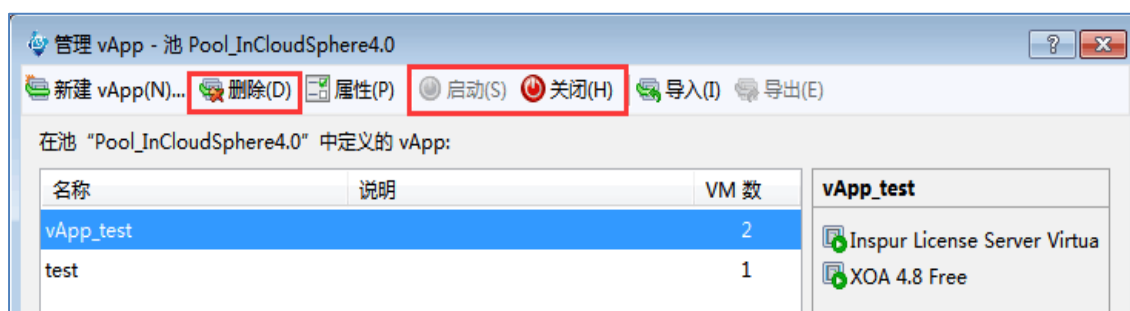 管理 vApp - 池 Pool_InCloudSphere4.0
新建 vApp(N)... 删除(D) 属性(P) 启动(S) 关闭(H) 导入(I) 导出(E)
在池 “Pool_InCloudSphere4.0” 中定义的 vApp:
名称 说明 VM 数 vApp_test
vApp_test 2 Inspur License Server Virtua
test 1 XOA 4.8 Free